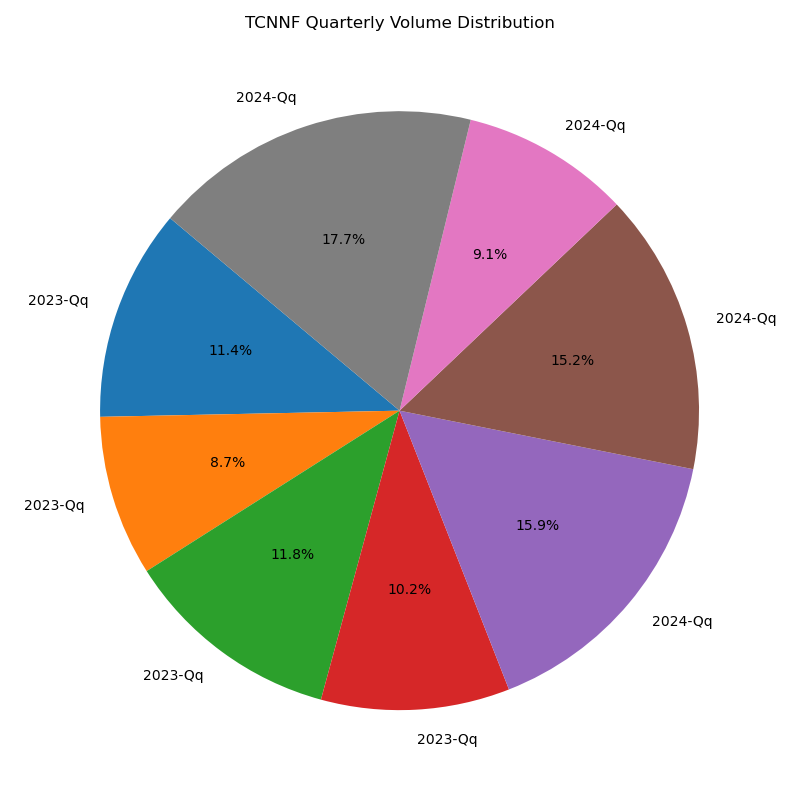 TCNNF Quarterly Volume Distribution
2024-Qq
2024-Qq
17.7%
9.1%
2023-Qq
2024-Qq
11.4%
15.2%
8.7%
2023-Qq
15.9%
11.8%
10.2%
2024-Qq
2023-Qq
2023-Qq